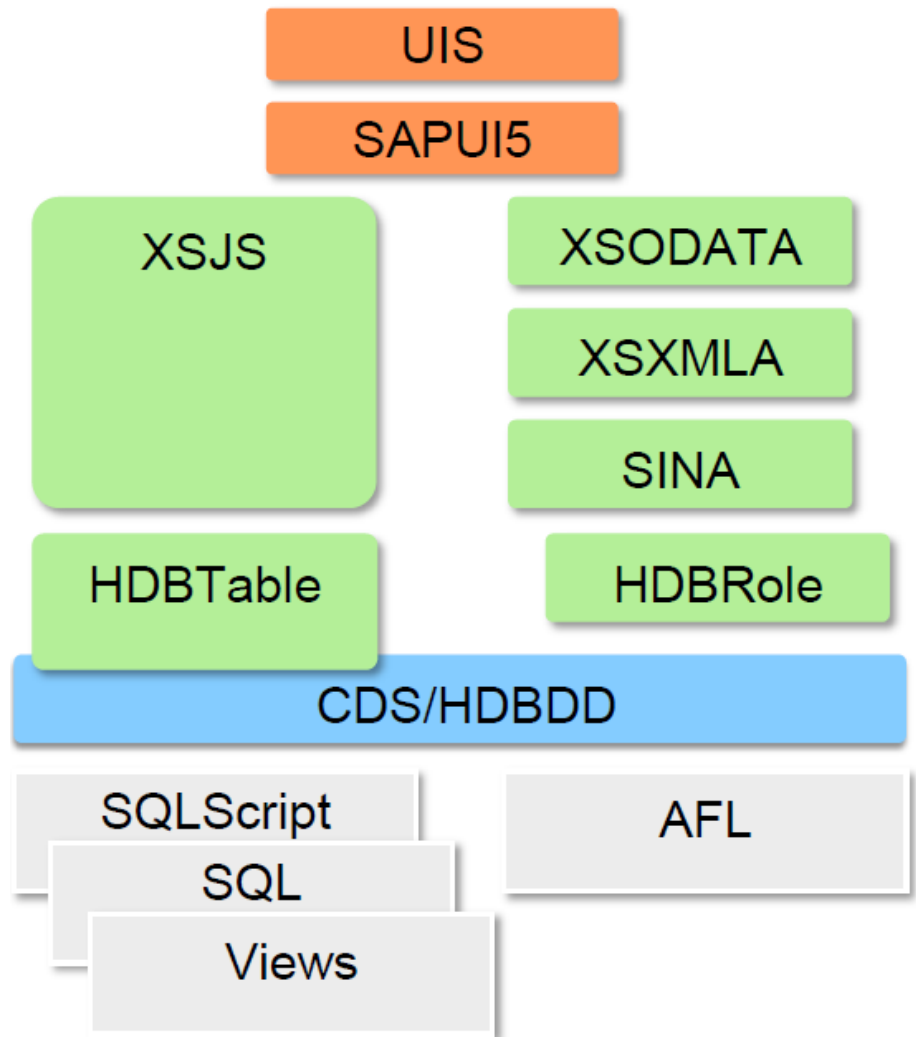 UIS
SAPUI5
XSJS
XSODATA
XSXMLA
SINA
HDBTable
HDBRole
CDS/HDBDD
SQLScript
AFL
SQL
Views